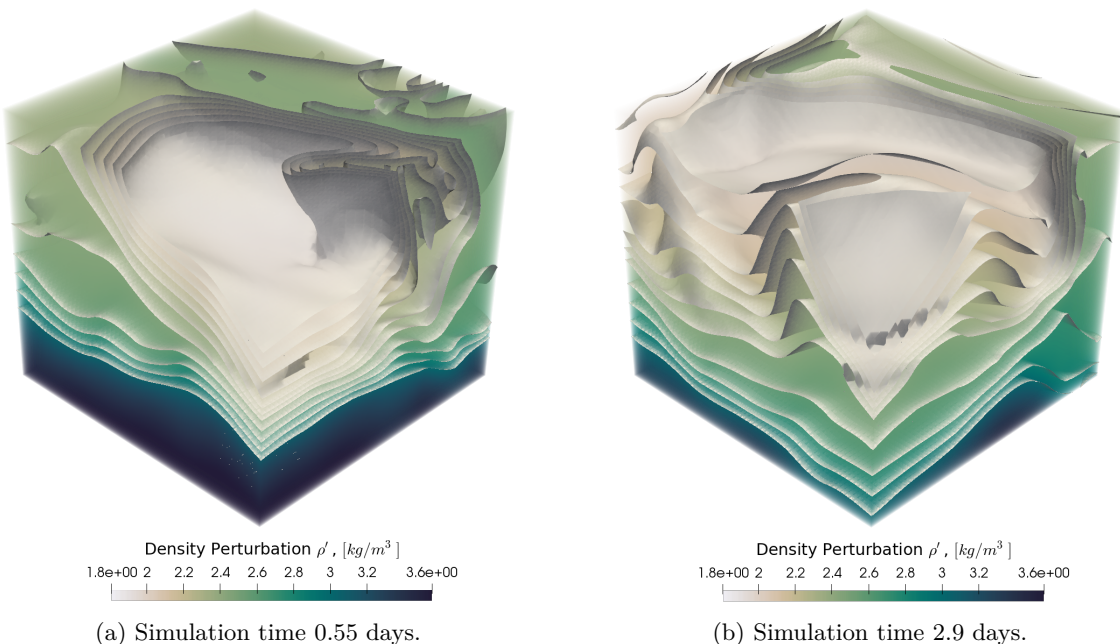 Density Perturbation ρ′ , [kg/m³ ]
1.8e+00 2 2.2 2.4 2.6 2.8 3 3.2 3.6e+00
(a) Simulation time 0.55 days.
Density Perturbation ρ′ , [kg/m³ ]
1.8e+00 2 2.2 2.4 2.6 2.8 3 3.2 3.6e+00
(b) Simulation time 2.9 days.